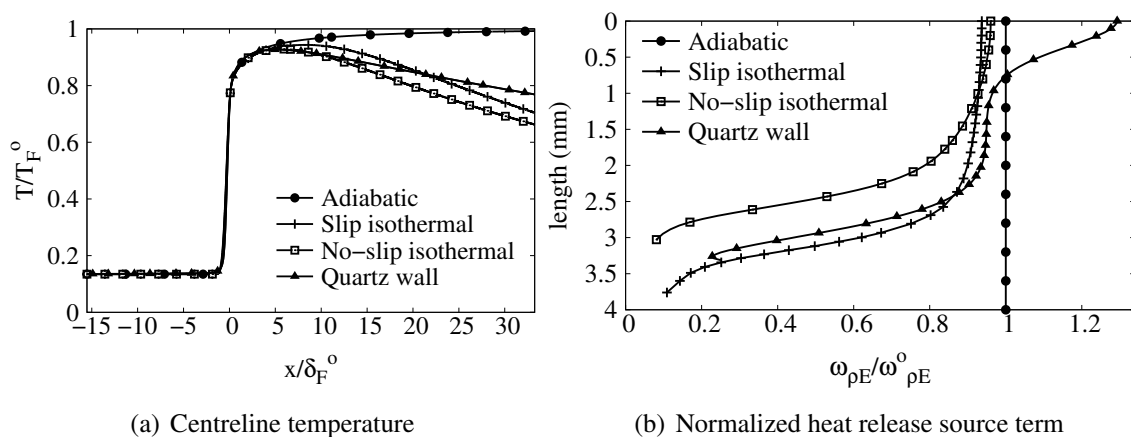 T/T_F^o
1
0.8
0.6
0.4
0.2
0
Adiabatic
Slip isothermal
No−slip isothermal
Quartz wall
−15 −10 −5 0 5 10 15 20 25 30
x/δ_F^o
(a) Centreline temperature
length (mm)
0
0.5
1
1.5
2
2.5
3
3.5
4
Adiabatic
Slip isothermal
No−slip isothermal
Quartz wall
0 0.2 0.4 0.6 0.8 1 1.2
ω_ρE/ω^o_ρE
(b) Normalized heat release source term